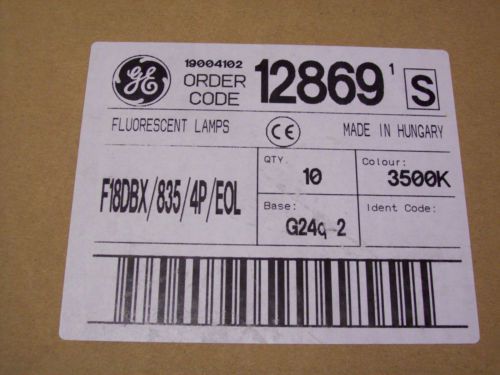 GE
19004102
ORDER CODE 12869 1 S
FLUORESCENT LAMPS CE MADE IN HUNGARY
F18DBX/835/4P/EOL
QTY
10
Colour:
3500K
Base:
G24q-2
Ident Code: